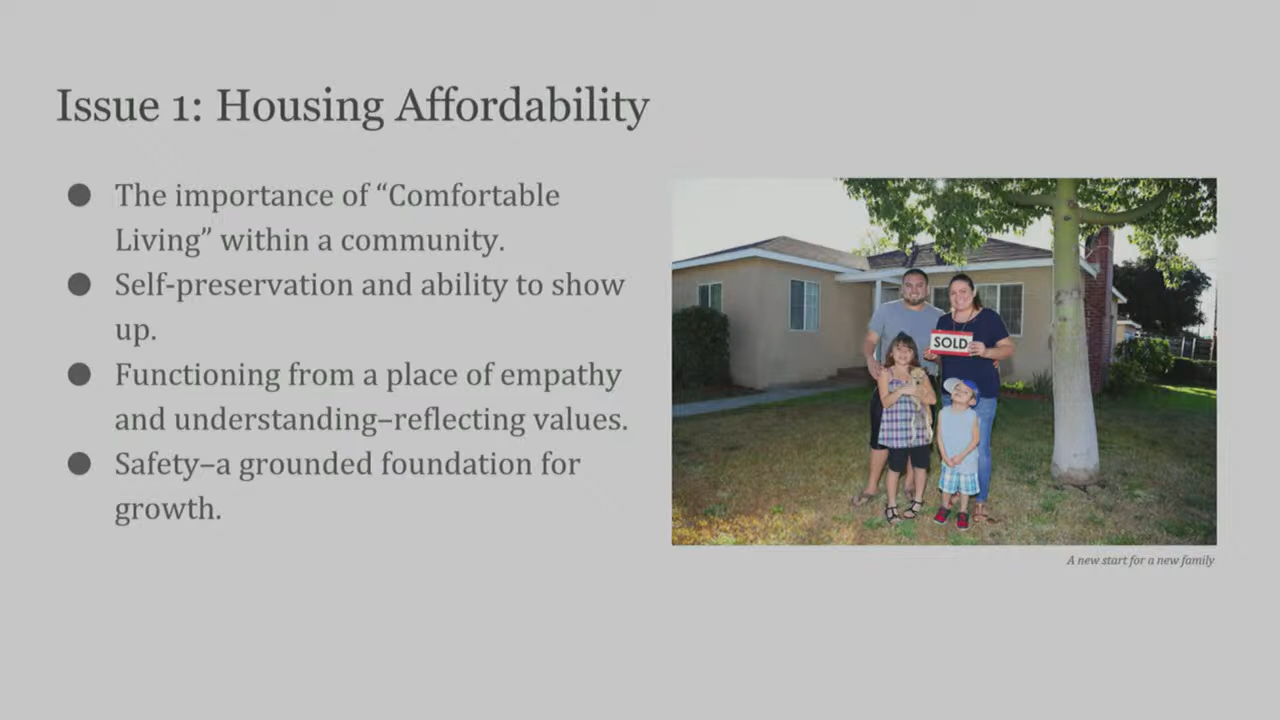 Issue 1: Housing Affordability
● The importance of “Comfortable
Living” within a community.
● Self-preservation and ability to show
up.
● Functioning from a place of empathy
and understanding–reflecting values.
● Safety–a grounded foundation for
growth.
SOLD
A new start for a new family